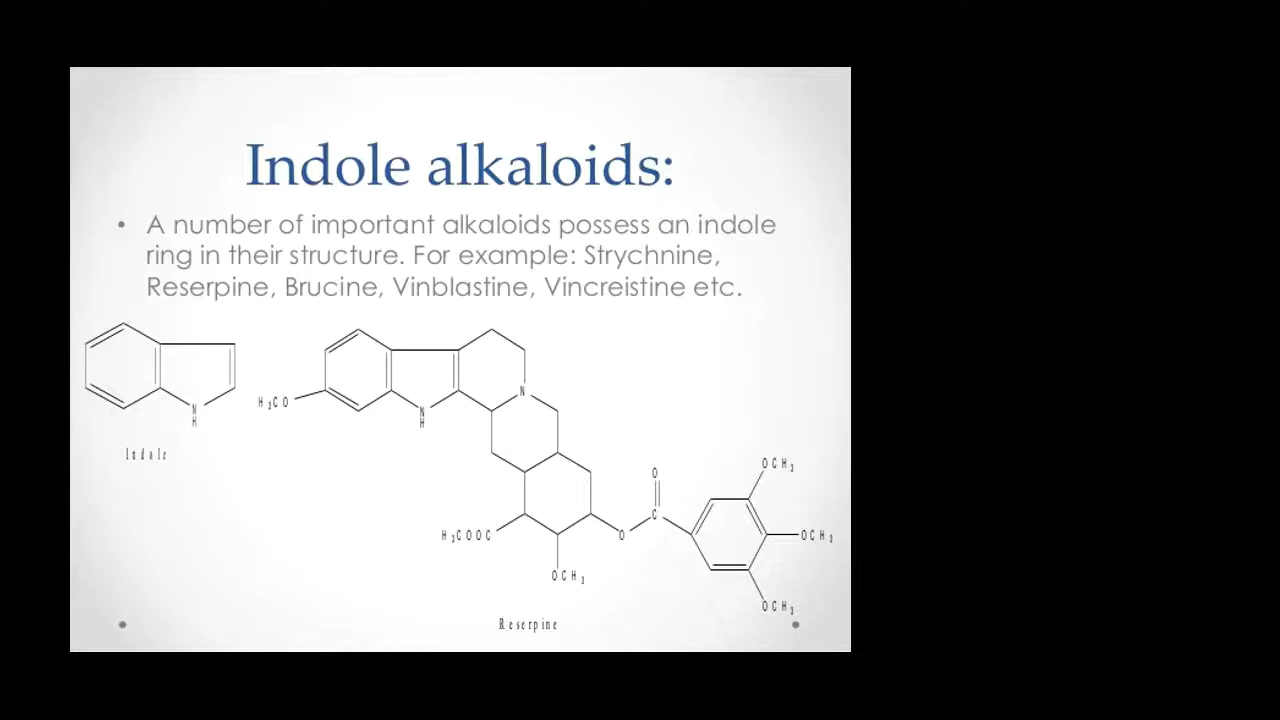 Indole alkaloids:
• A number of important alkaloids possess an indole
ring in their structure. For example: Strychnine,
Reserpine, Brucine, Vinblastine, Vincreistine etc.
N
H
Indole
H3CO
N
H
N
H3COOC
OCH3
O
C
O
OCH3
OCH3
OCH3
Reserpine